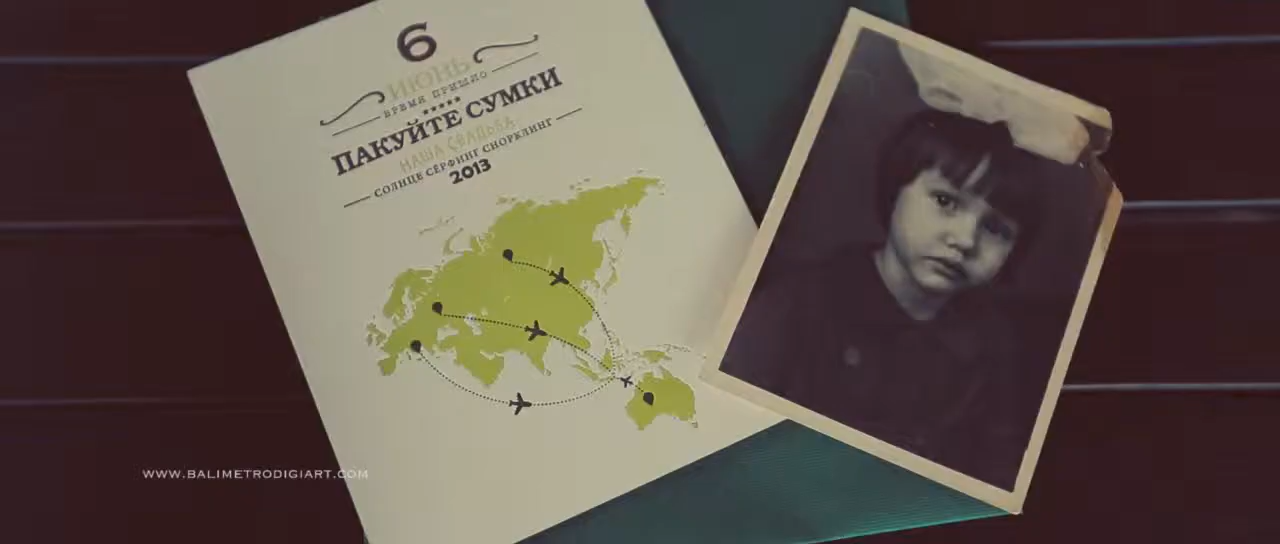 6
ИЮНЬ
ВРЕМЯ ПРИШЛО
ПАКУЙТЕ СУМКИ
НАША СВАДЬБА
СОЛНЦЕ СЕРФИНГ СНОРКЛИНГ
2013
WWW.BALIMETRODIGIART.COM